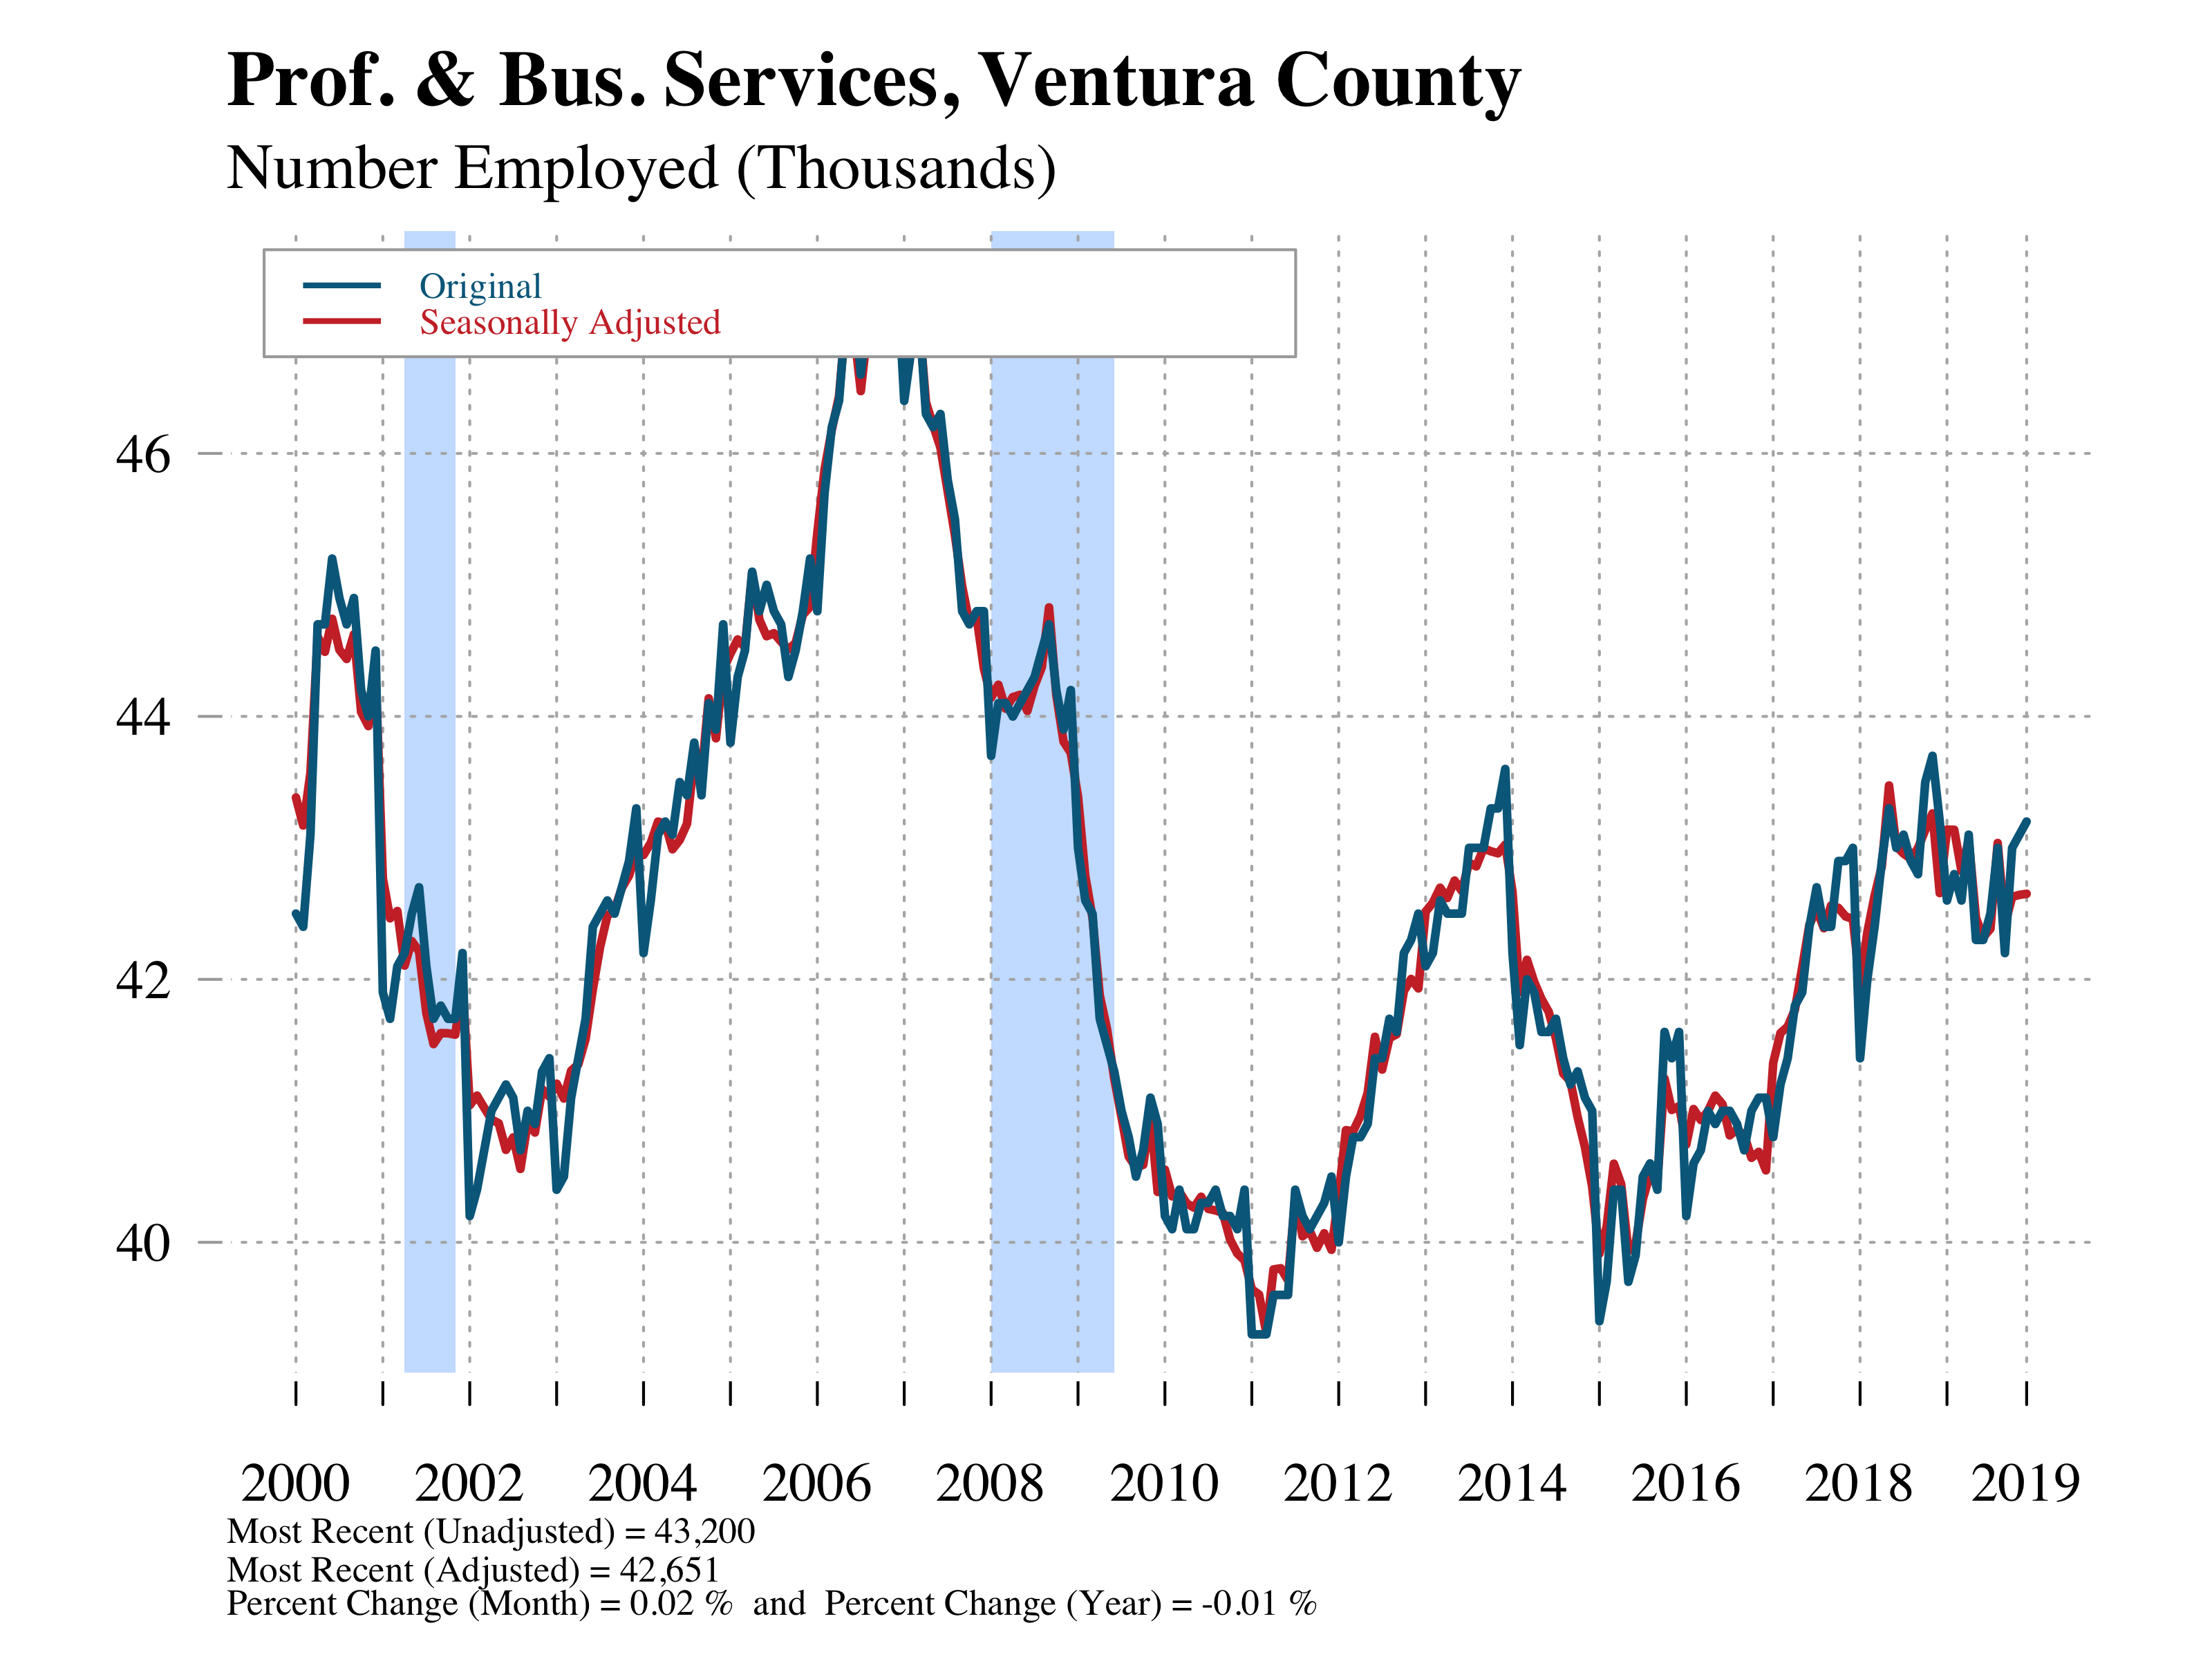 Prof. & Bus. Services, Ventura County
Number Employed (Thousands)
Original
Seasonally Adjusted
46
44
42
40
2000 2002 2004 2006 2008 2010 2012 2014 2016 2018 2019
Most Recent (Unadjusted) = 43,200
Most Recent (Adjusted) = 42,651
Percent Change (Month) = 0.02 % and Percent Change (Year) = -0.01 %